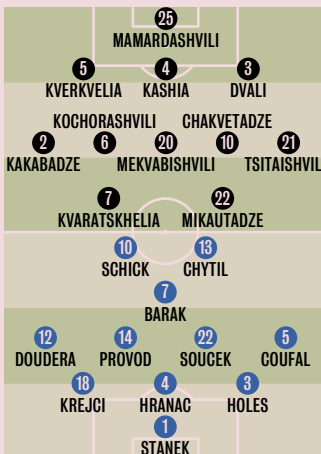 25
MAMARDASHVILI
5 4 3
KVERKVELIA KASHIA DVALI
KOCHORASHVILI CHAKVETADZE
2 6 20 10 21
KAKABADZE MEKVABISHVILI TSITAISHVIL
7 22
KVARATSKHELIA MIKAUTADZE
10 13
SCHICK CHYTIL
7
BARAK
12 14 22 5
DOUDERA PROVOD SOUCEK COUFAL
18 4 3
KREJCI HRANAC HOLES
1
STANEK